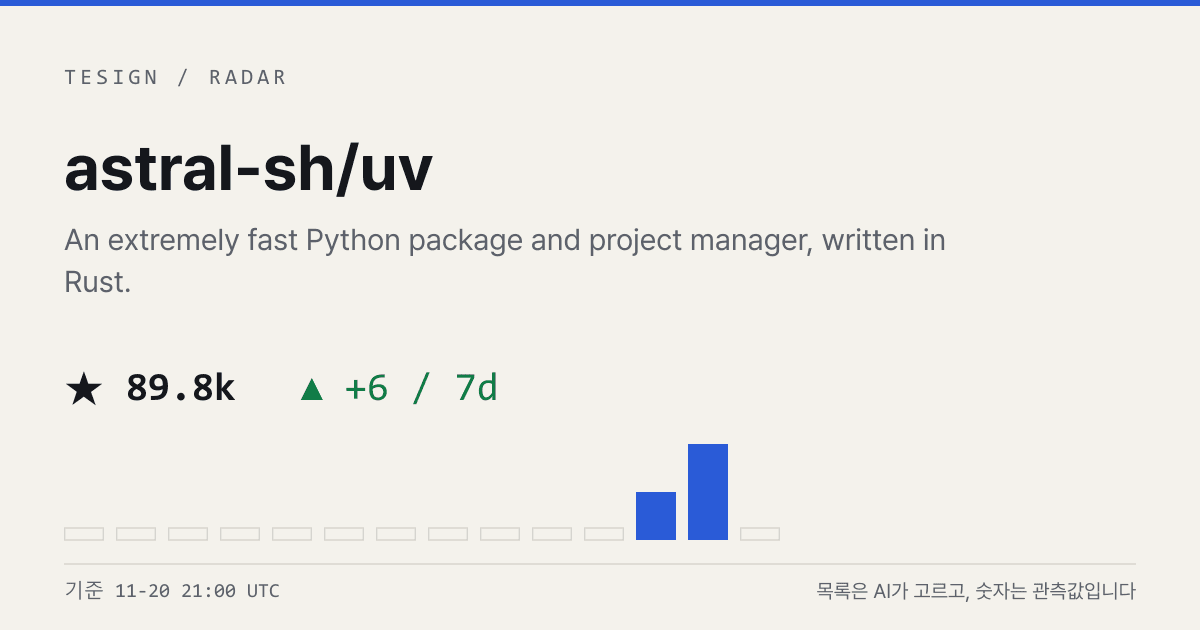 TESIGN / RADAR
astral-sh/uv
An extremely fast Python package and project manager, written in
Rust.
★ 89.8k ▲ +6 / 7d
기준 11-20 21:00 UTC
목록은 AI가 고르고, 숫자는 관측값입니다